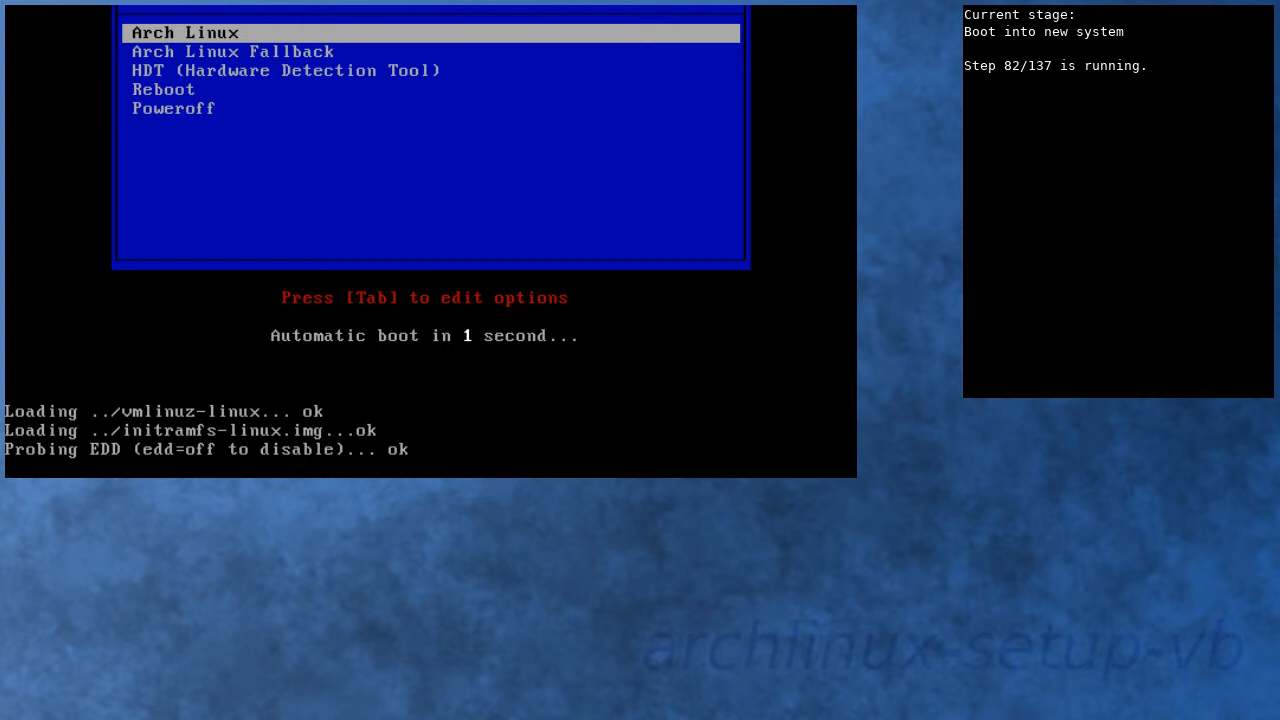 Arch Linux
Arch Linux Fallback
HDT (Hardware Detection Tool)
Reboot
Poweroff
Press [Tab] to edit options
Automatic boot in 1 second...
Loading ../vmlinuz-linux... ok
Loading ../initramfs-linux.img...ok
Probing EDD (edd=off to disable)... ok
Current stage:
Boot into new system
Step 82/137 is running.
archlinux-setup-vb